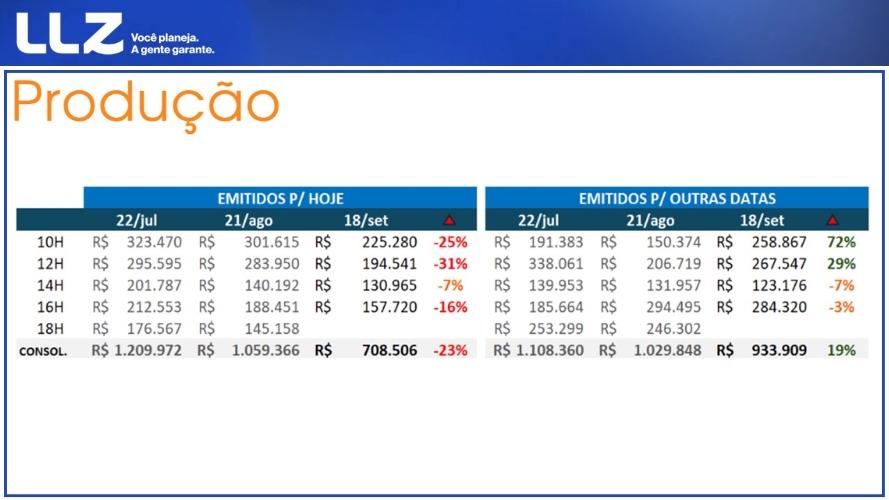 LLZ Você planeja.
A gente garante.
Produção
EMITIDOS P/ HOJE EMITIDOS P/ OUTRAS DATAS
22/jul 21/ago 18/set 22/jul 21/ago 18/set
10H R$ 323.470 R$ 301.615 R$ 225.280 -25% R$ 191.383 R$ 150.374 R$ 258.867 72%
12H R$ 295.595 R$ 283.950 R$ 194.541 -31% R$ 338.061 R$ 206.719 R$ 267.547 29%
14H R$ 201.787 R$ 140.192 R$ 130.965 -7% R$ 139.953 R$ 131.957 R$ 123.176 -7%
16H R$ 212.553 R$ 188.451 R$ 157.720 -16% R$ 185.664 R$ 294.495 R$ 284.320 -3%
18H R$ 176.567 R$ 145.158 R$ 253.299 R$ 246.302
CONSOL. R$ 1.209.972 R$ 1.059.366 R$ 708.506 -23% R$ 1.108.360 R$ 1.029.848 R$ 933.909 19%